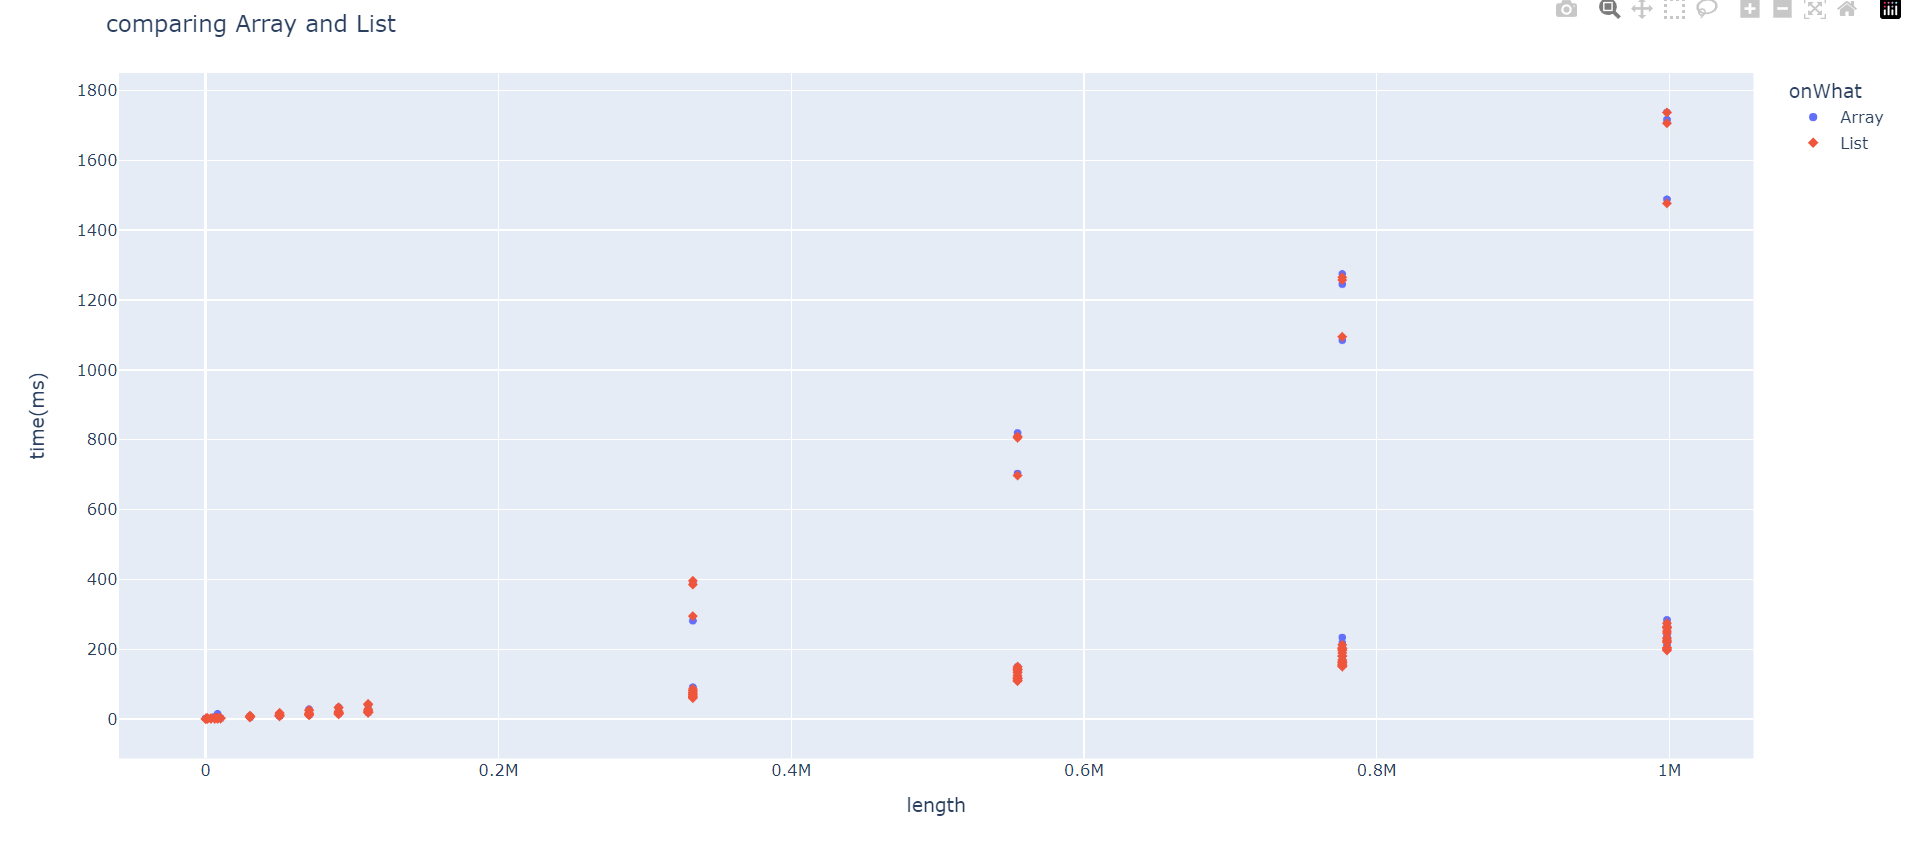 comparing Array and List
onWhat
Array
List
1800
1600
1400
1200
1000
800
600
400
200
0
time(ms)
0
0.2M
0.4M
0.6M
0.8M
1M
length